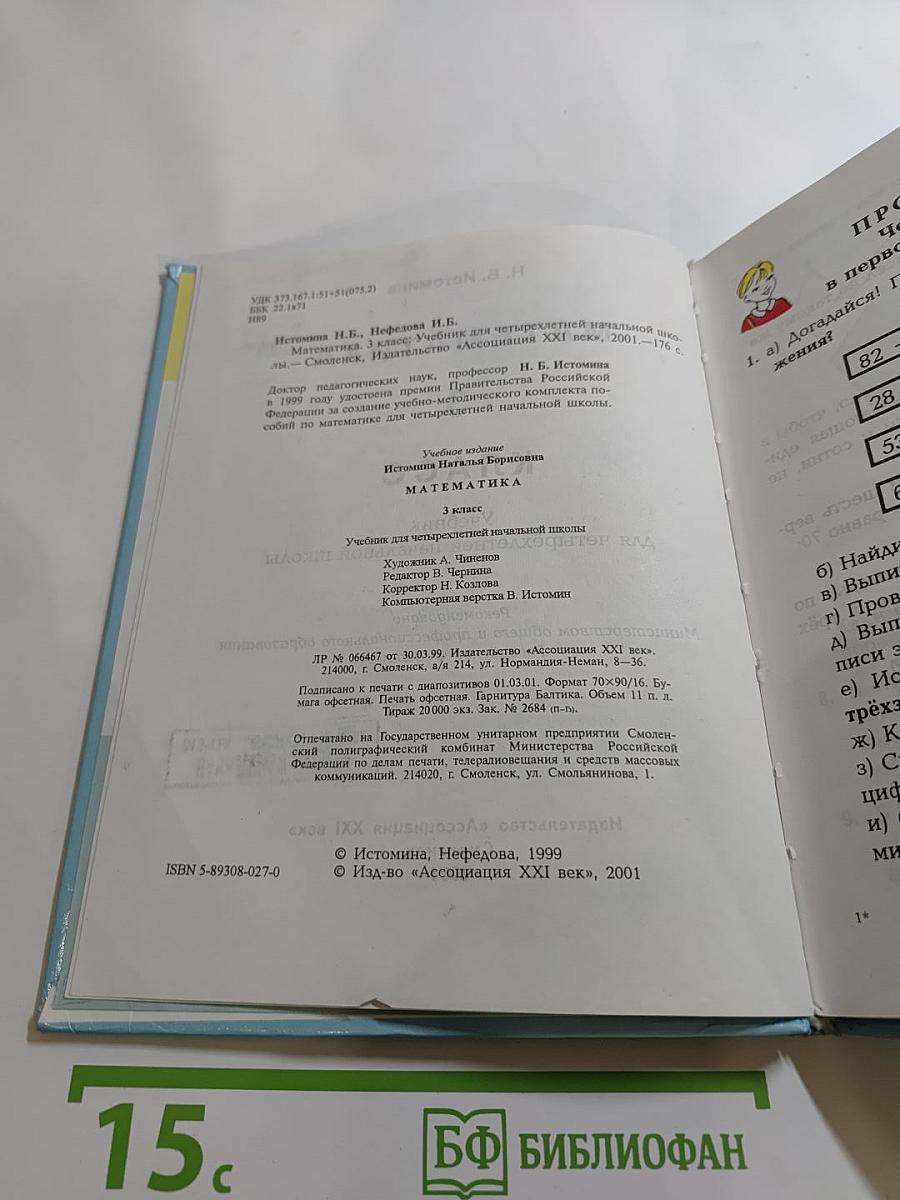 УДК 373.167.1:51+51(075.2)
ББК 22.1я71
И89
Истомина Н.Б., Нефедова И.Б.
Математика. 3 класс: Учебник для четырехлетней начальной шко-
лы.— Смоленск, Издательство «Ассоциация XXI век», 2001.—176 с.
Доктор педагогических наук, профессор Н. Б. Истомина
в 1999 году удостоена премии Правительства Российской
Федерации за создание учебно-методического комплекта по-
собий по математике для четырехлетней начальной школы.
Учебное издание
Истомина Наталья Борисовна
МАТЕМАТИКА
3 класс
Учебник для четырехлетней начальной школы
Художник А. Чиненов
Редактор В. Чернина
Корректор Н. Козлова
Компьютерная верстка В. Истомин
ЛР № 066467 от 30.03.99. Издательство «Ассоциация XXI век».
214000, г. Смоленск, а/я 214, ул. Нормандия-Неман, 8—36.
Подписано к печати с диапозитивов 01.03.01. Формат 70×90/16. Бу-
мага офсетная. Печать офсетная. Гарнитура Балтика. Объем 11 п. л.
Тираж 20 000 экз. Зак. № 2684 (п-г).
Отпечатано на Государственном унитарном предприятии Смолен-
ский полиграфический комбинат Министерства Российской
Федерации по делам печати, телерадиовещания и средств массовых
коммуникаций. 214020, г. Смоленск, ул. Смольянинова, 1.
© Истомина, Нефедова, 1999
ISBN 5-89308-027-0 © Изд-во «Ассоциация XXI век», 2001
ПРО
Че
в перво
1. а) Догадайся! П
жения?
82
28
53
6
б) Найди
в) Выпи
г) Пров
д) Вып
писи з
е) Ис
трёхз
ж) К
з) С
циф
и)
ми
1*
15 с
БФ БИБЛИОФАН